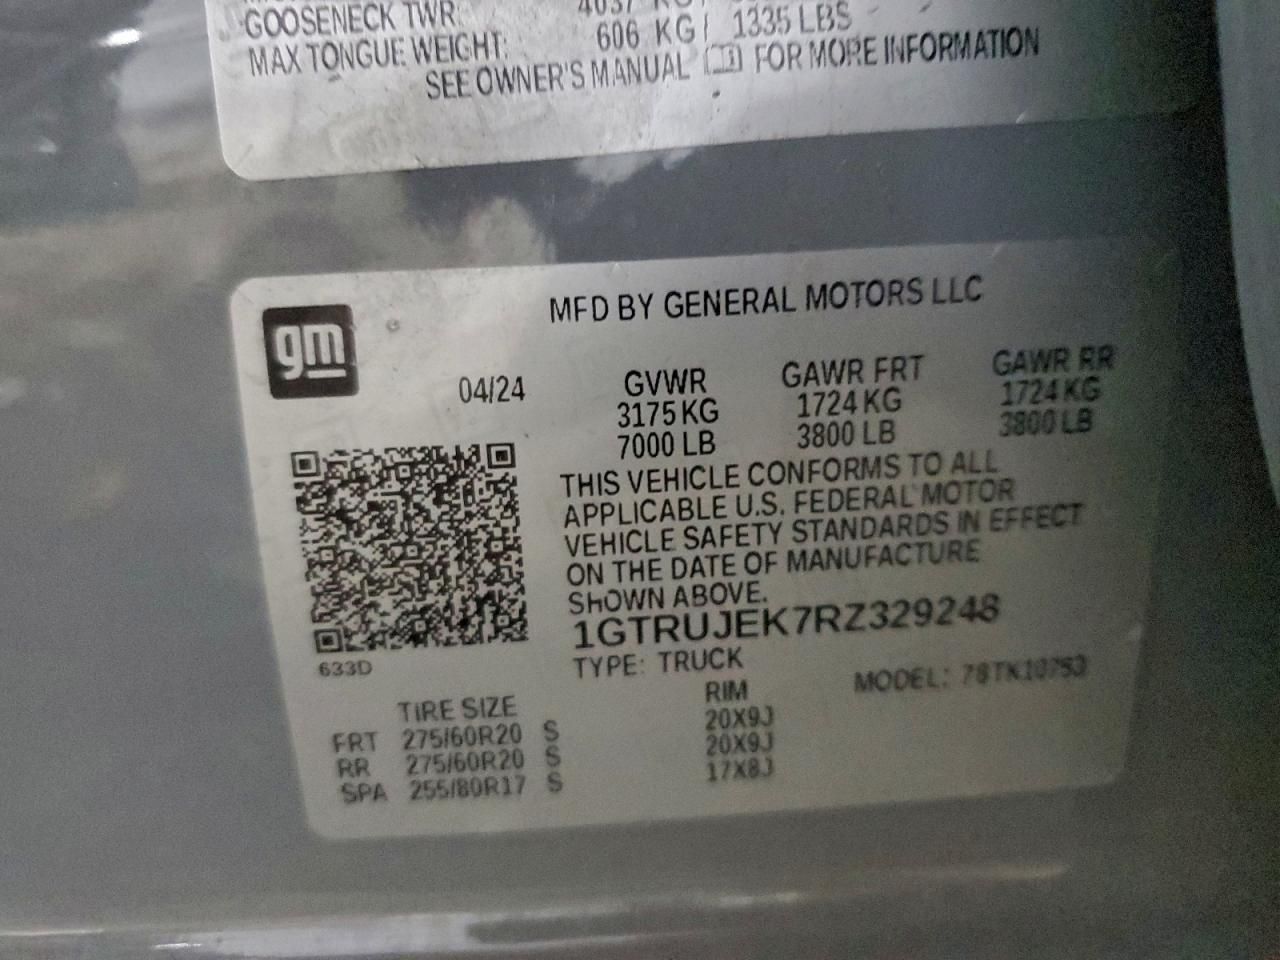 GOOSENECK TWR:
MAX TONGUE WEIGHT: 606 KG/ 1335 LBS
SEE OWNER'S MANUAL FOR MORE INFORMATION
gm
MFD BY GENERAL MOTORS LLC
04/24 GVWR GAWR FRT GAWR RR
3175 KG 1724 KG 1724 KG
7000 LB 3800 LB 3800 LB
THIS VEHICLE CONFORMS TO ALL
APPLICABLE U.S. FEDERAL MOTOR
VEHICLE SAFETY STANDARDS IN EFFECT
ON THE DATE OF MANUFACTURE
SHOWN ABOVE.
1GTRUJEK7RZ329248
633D
TYPE: TRUCK
MODEL:
TIRE SIZE RIM
FRT 275/60R20 S 20X9J
RR 275/60R20 S 20X9J
SPA 255/80R17 S 17X8J